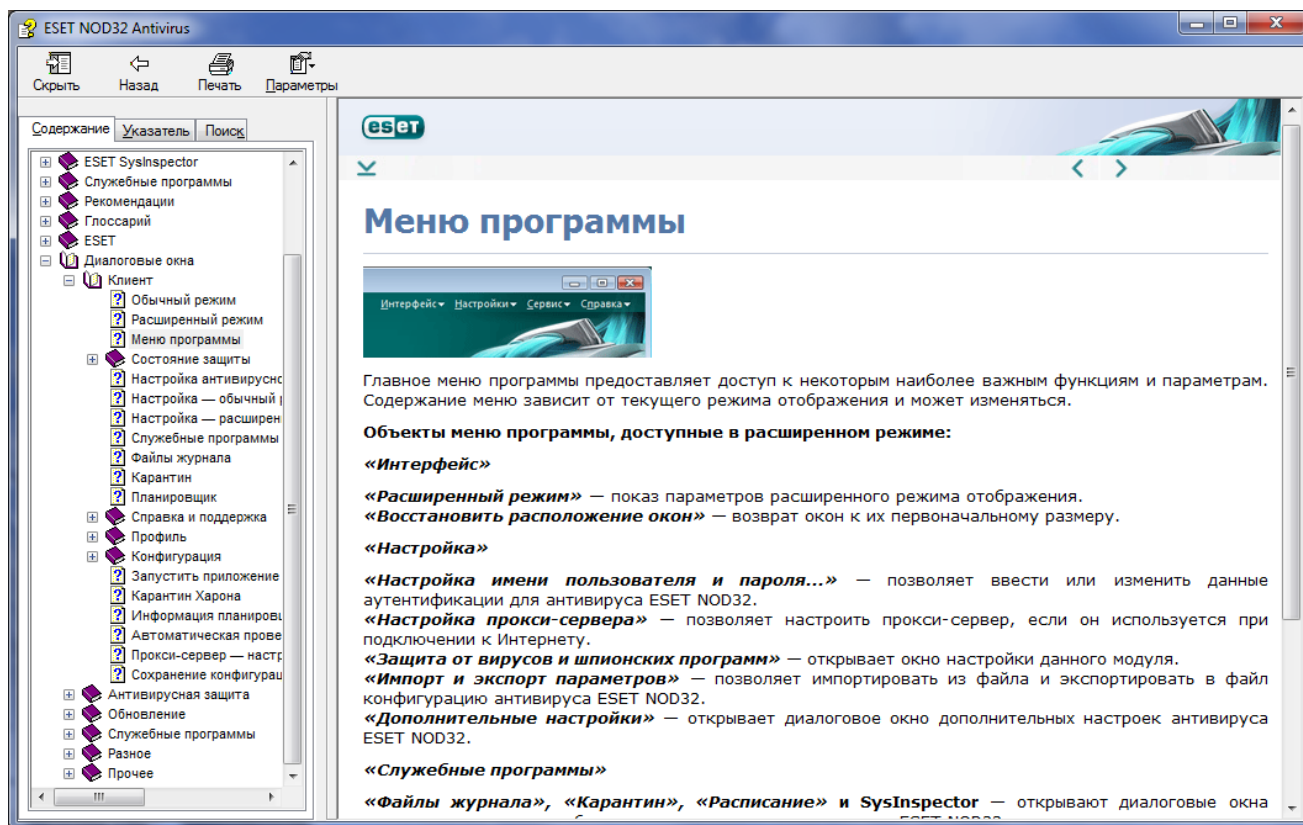 ESET NOD32 Antivirus
Скрыть Назад Печать Параметры
Содержание Указатель Поиск
ESET SysInspector
Служебные программы
Рекомендации
Глоссарий
ESET
Диалоговые окна
Клиент
Обычный режим
Расширенный режим
Меню программы
Состояние защиты
Настройка антивирусно
Настройка — обычный
Настройка — расширен
Служебные программы
Файлы журнала
Карантин
Планировщик
Справка и поддержка
Профиль
Конфигурация
Запустить приложение
Карантин Харона
Информация планировщ
Автоматическая прове
Прокси-сервер — настр
Сохранение конфигурац
Антивирусная защита
Обновление
Служебные программы
Разное
Прочее
eset
Меню программы
Интерфейс Настройки Сервис Справка
Главное меню программы предоставляет доступ к некоторым наиболее важным функциям и параметрам.
Содержание меню зависит от текущего режима отображения и может изменяться.
Объекты меню программы, доступные в расширенном режиме:
«Интерфейс»
«Расширенный режим» — показ параметров расширенного режима отображения.
«Восстановить расположение окон» — возврат окон к их первоначальному размеру.
«Настройка»
«Настройка имени пользователя и пароля...» — позволяет ввести или изменить данные
аутентификации для антивируса ESET NOD32.
«Настройка прокси-сервера» — позволяет настроить прокси-сервер, если он используется при
подключении к Интернету.
«Защита от вирусов и шпионских программ» — открывает окно настройки данного модуля.
«Импорт и экспорт параметров» — позволяет импортировать из файла и экспортировать в файл
конфигурацию антивируса ESET NOD32.
«Дополнительные настройки» — открывает диалоговое окно дополнительных настроек антивируса
ESET NOD32.
«Служебные программы»
«Файлы журнала», «Карантин», «Расписание» и SysInspector — открывают диалоговые окна